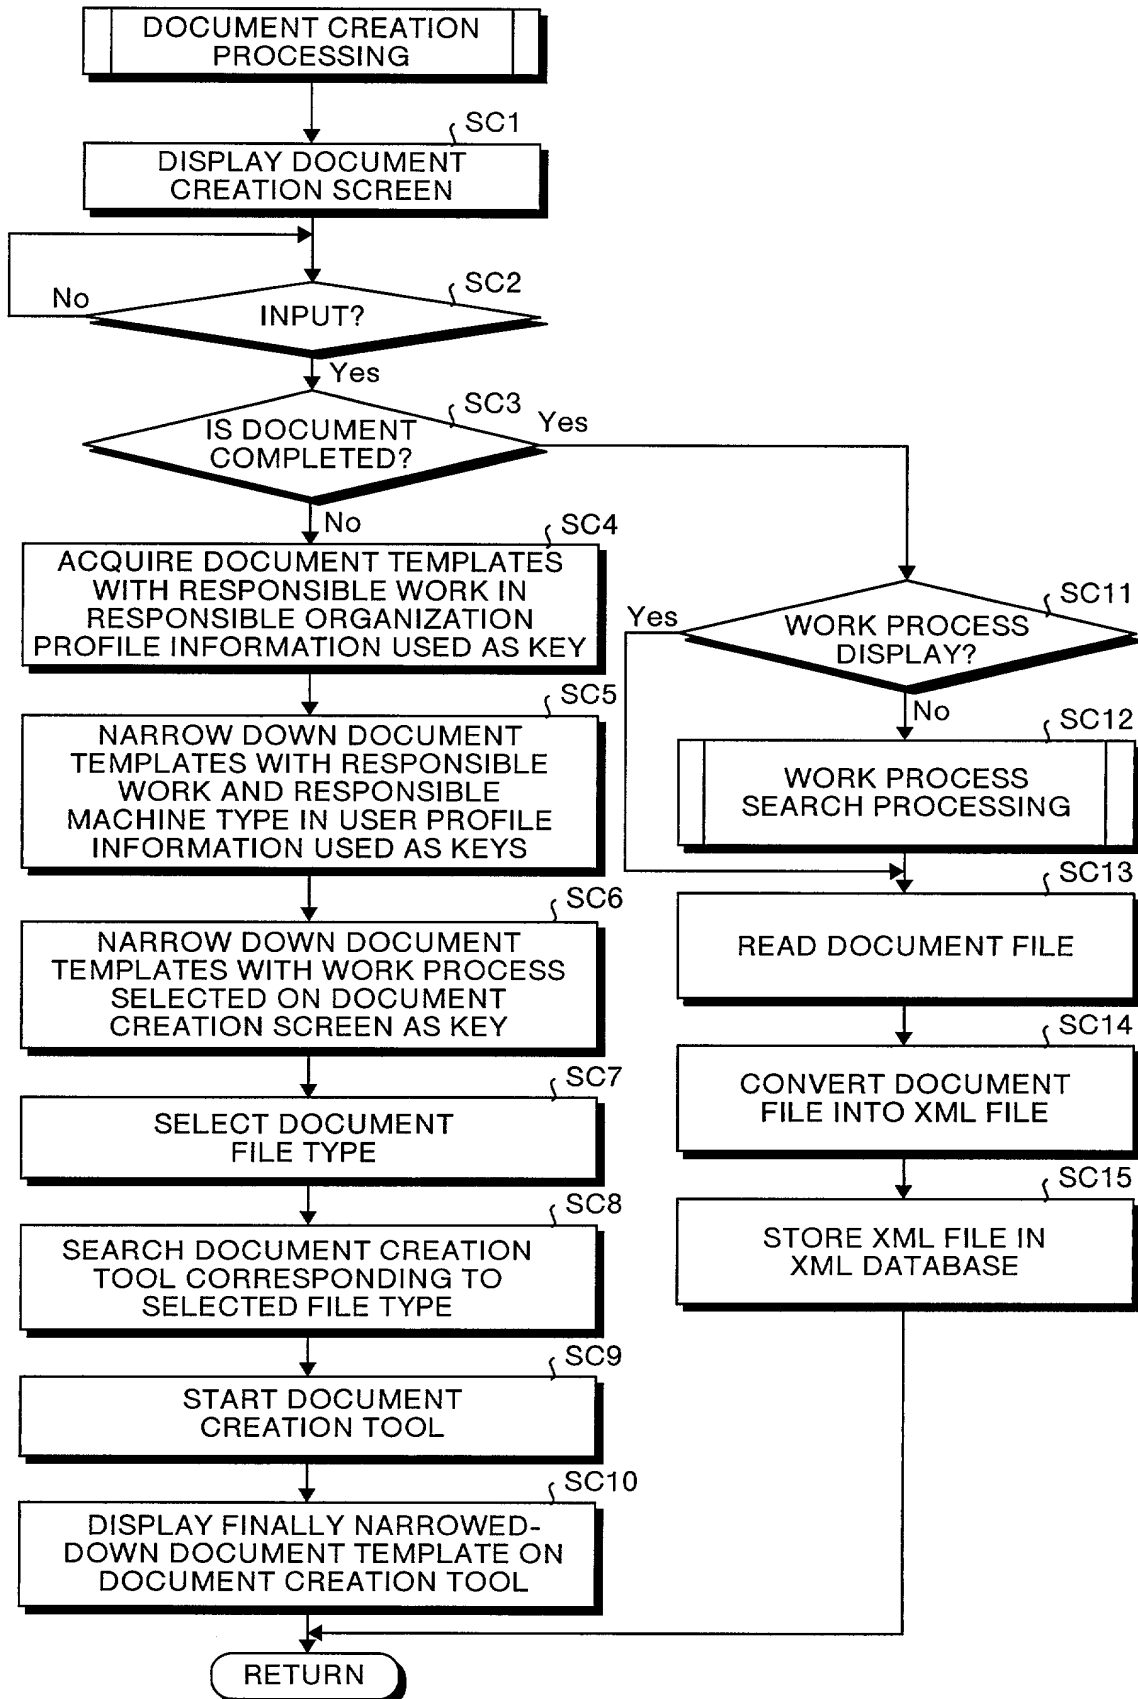 DOCUMENT CREATION
PROCESSING
SC1
DISPLAY DOCUMENT
CREATION SCREEN
SC2
No
INPUT?
Yes
SC3
Yes
IS DOCUMENT
COMPLETED?
No
SC4
ACQUIRE DOCUMENT TEMPLATES
WITH RESPONSIBLE WORK IN
RESPONSIBLE ORGANIZATION
PROFILE INFORMATION USED AS KEY
SC5
NARROW DOWN DOCUMENT
TEMPLATES WITH RESPONSIBLE
WORK AND RESPONSIBLE
MACHINE TYPE IN USER PROFILE
INFORMATION USED AS KEYS
SC6
NARROW DOWN DOCUMENT
TEMPLATES WITH WORK PROCESS
SELECTED ON DOCUMENT
CREATION SCREEN AS KEY
SC7
SELECT DOCUMENT
FILE TYPE
SC8
SEARCH DOCUMENT CREATION
TOOL CORRESPONDING TO
SELECTED FILE TYPE
SC9
START DOCUMENT
CREATION TOOL
SC10
DISPLAY FINALLY NARROWED-
DOWN DOCUMENT TEMPLATE ON
DOCUMENT CREATION TOOL
SC11
Yes
WORK PROCESS
DISPLAY?
No
SC12
WORK PROCESS
SEARCH PROCESSING
SC13
READ DOCUMENT FILE
SC14
CONVERT DOCUMENT
FILE INTO XML FILE
SC15
STORE XML FILE IN
XML DATABASE
RETURN